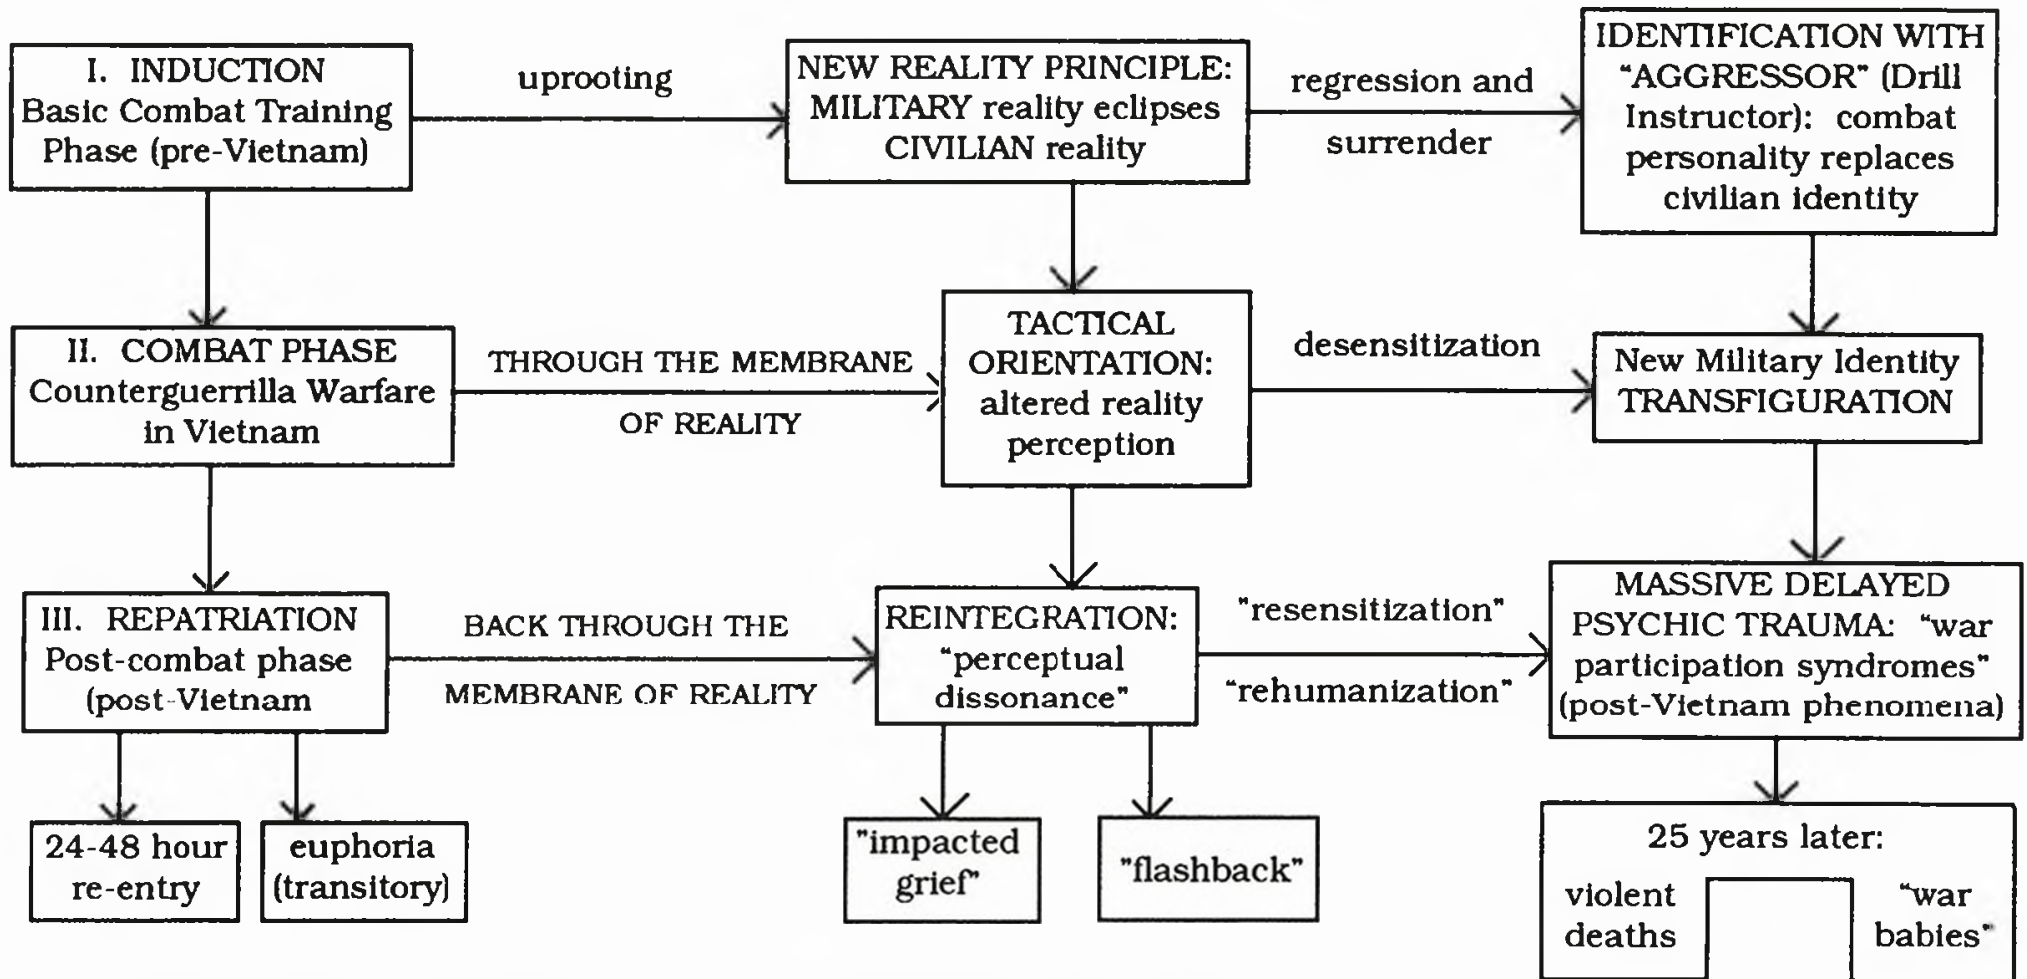 I. INDUCTION
Basic Combat Training
Phase (pre-Vietnam)
uprooting
NEW REALITY PRINCIPLE:
MILITARY reality eclipses
CIVILIAN reality
regression and
surrender
IDENTIFICATION WITH
“AGGRESSOR” (Drill
Instructor): combat
personality replaces
civilian identity
II. COMBAT PHASE
Counterguerrilla Warfare
in Vietnam
THROUGH THE MEMBRANE
OF REALITY
TACTICAL
ORIENTATION:
altered reality
perception
desensitization
New Military Identity
TRANSFIGURATION
III. REPATRIATION
Post-combat phase
(post-Vietnam
BACK THROUGH THE
MEMBRANE OF REALITY
REINTEGRATION:
“perceptual
dissonance”
"resensitization"
“rehumanization"
MASSIVE DELAYED
PSYCHIC TRAUMA: “war
participation syndromes”
(post-Vietnam phenomena)
24-48 hour
re-entry
euphoria
(transitory)
"impacted
grief"
"flashback"
25 years later:
violent
deaths
“war
babies”